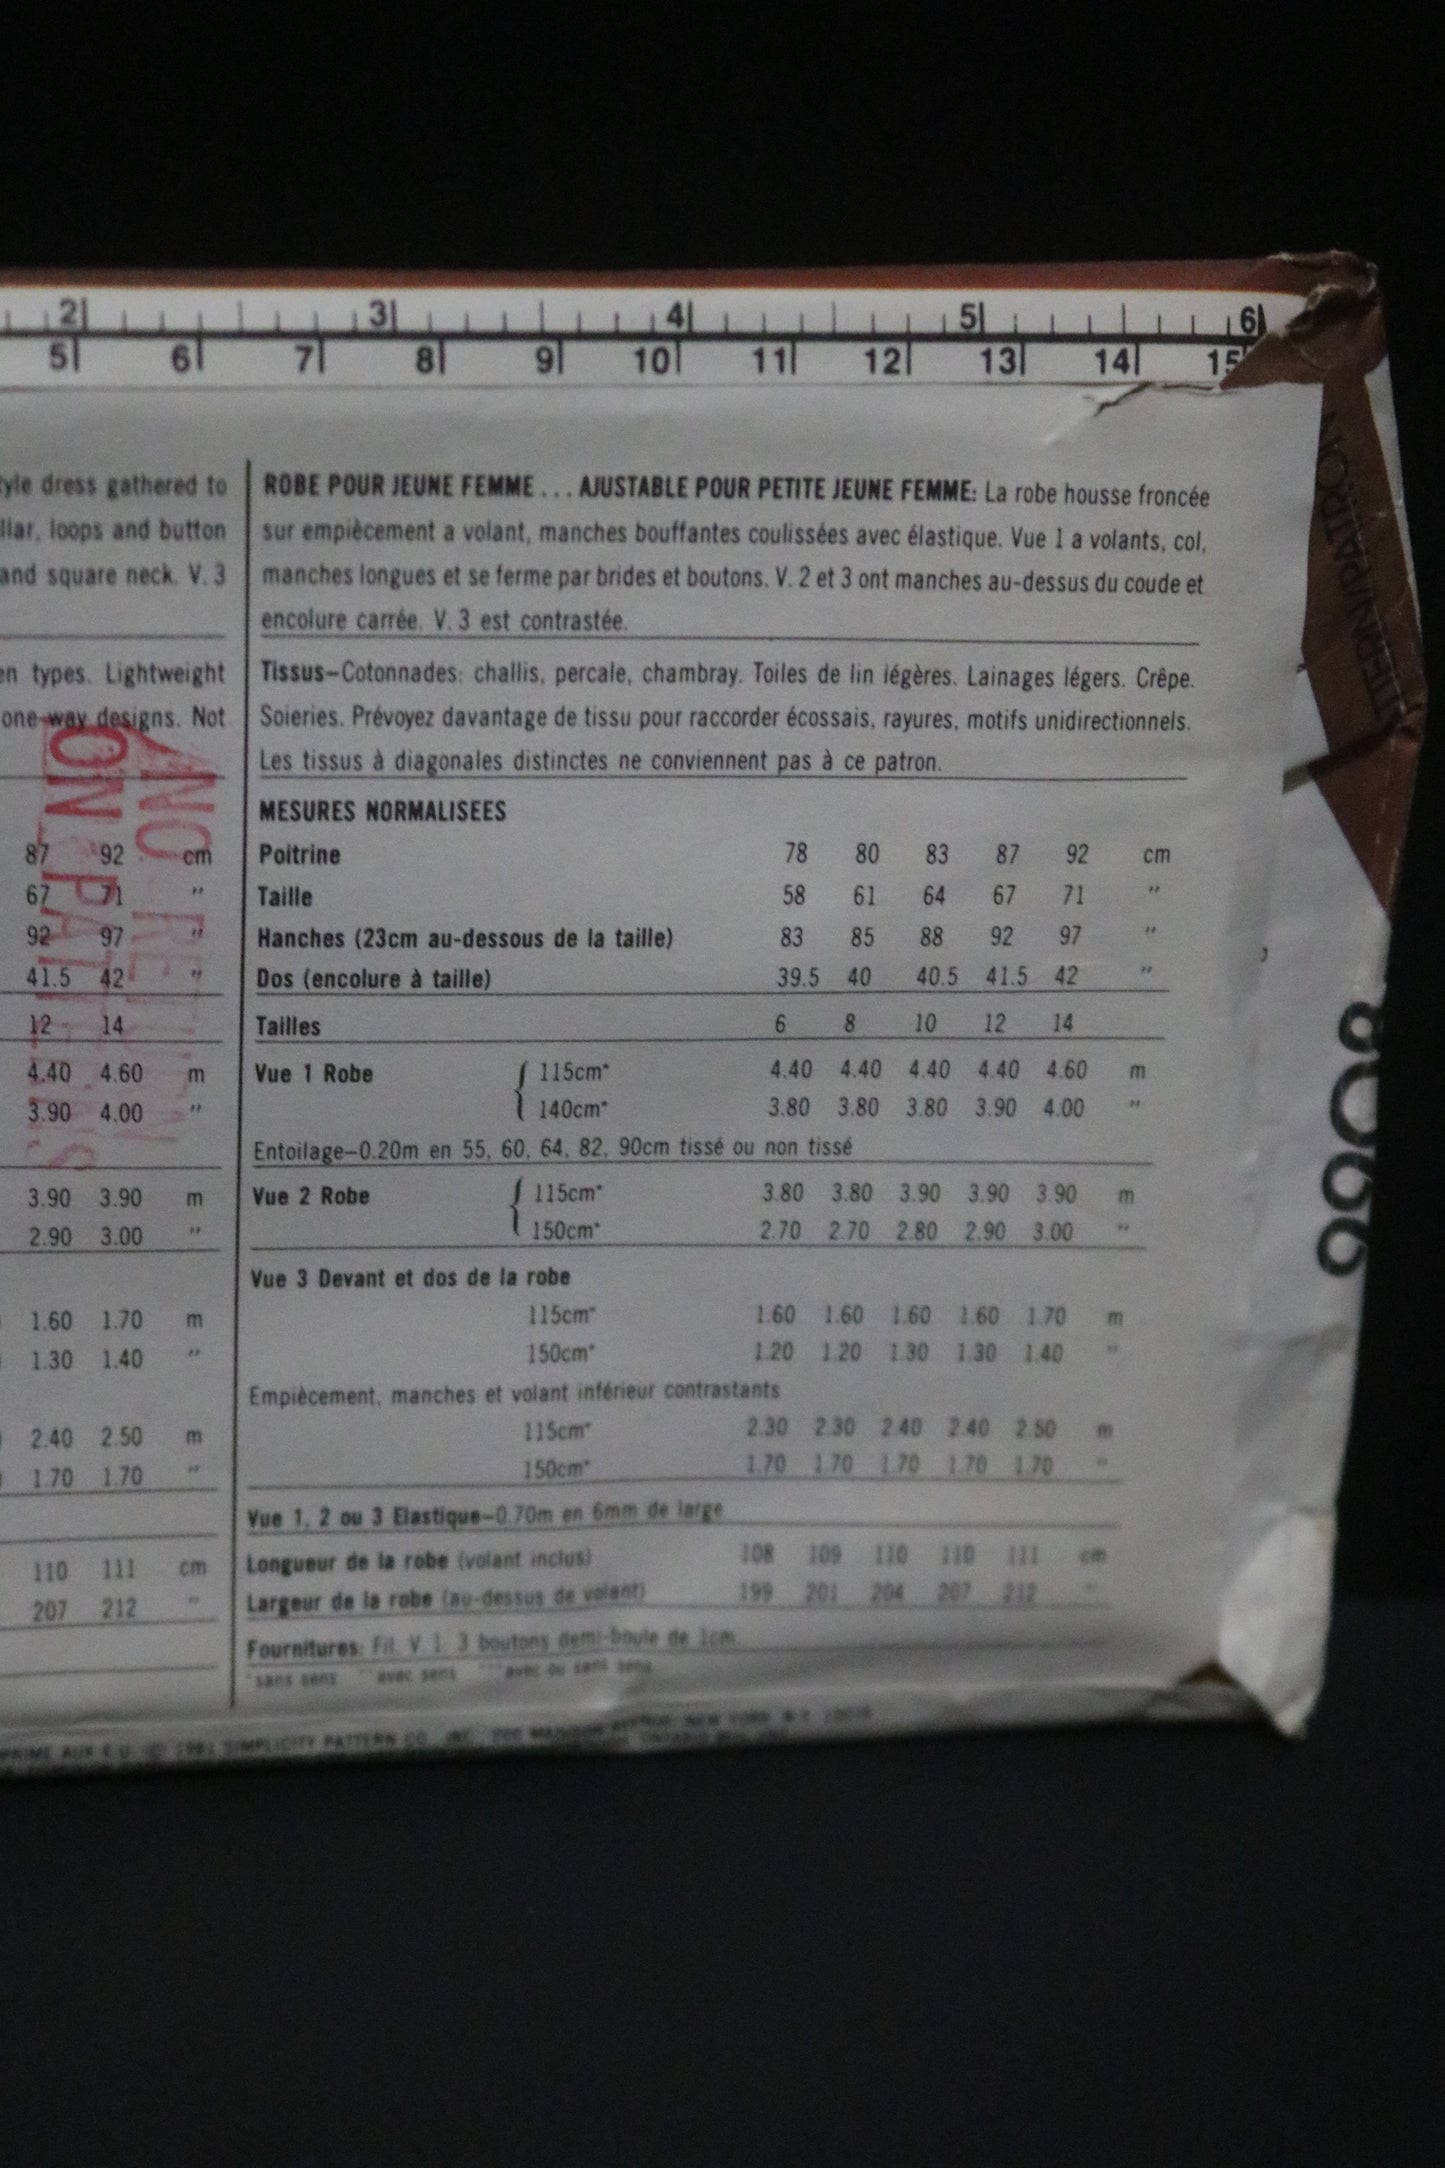 2 3 4 5 6
5 6 7 8 9 10 11 12 13 14 15
yle dress gathered to
llar, loops and button
and square neck. V. 3
en types. Lightweight
one-way designs. Not
NO RE
ON PAT
87 92 cm
67 71 "
92 97 "
41.5 42 "
12 14
4.40 4.60 m
3.90 4.00 "
3.90 3.90 m
2.90 3.00 "
1.60 1.70 m
1.30 1.40 "
2.40 2.50 m
1.70 1.70 "
110 111 cm
207 212 "
ROBE POUR JEUNE FEMME . . . AJUSTABLE POUR PETITE JEUNE FEMME: La robe housse froncée
sur empiècement a volant, manches bouffantes coulissées avec élastique. Vue 1 a volants, col,
manches longues et se ferme par brides et boutons. V. 2 et 3 ont manches au-dessus du coude et
encolure carrée. V. 3 est contrastée.
Tissus—Cotonnades: challis, percale, chambray. Toiles de lin légères. Lainages légers. Crêpe.
Soieries. Prévoyez davantage de tissu pour raccorder écossais, rayures, motifs unidirectionnels.
Les tissus à diagonales distinctes ne conviennent pas à ce patron.
MESURES NORMALISEES
Poitrine 78 80 83 87 92 cm
Taille 58 61 64 67 71 "
Hanches (23cm au-dessous de la taille) 83 85 88 92 97 "
Dos (encolure à taille) 39.5 40 40.5 41.5 42 "
Tailles 6 8 10 12 14
Vue 1 Robe { 115cm* 4.40 4.40 4.40 4.40 4.60 m
140cm* 3.80 3.80 3.80 3.90 4.00 "
Entoilage—0.20m en 55, 60, 64, 82, 90cm tissé ou non tissé
Vue 2 Robe { 115cm* 3.80 3.80 3.90 3.90 3.90 m
150cm* 2.70 2.70 2.80 2.90 3.00 "
Vue 3 Devant et dos de la robe
115cm* 1.60 1.60 1.60 1.60 1.70 m
150cm* 1.20 1.20 1.30 1.30 1.40 "
Empiècement, manches et volant inférieur contrastants
115cm* 2.30 2.30 2.40 2.40 2.50 m
150cm* 1.70 1.70 1.70 1.70 1.70 "
Vue 1, 2 ou 3 Elastique—0.70m en 6mm de large
Longueur de la robe (volant inclus) 108 109 110 110 111 cm
Largeur de la robe (au-dessus de volant) 199 201 204 207 212 "
Fournitures: Fil. V. 1: 3 boutons demi-boule de 1cm.
*sans sens **avec sens ***avec ou sans sens
PRIME AUX E.U. © 1981 SIMPLICITY PATTERN CO. INC. 200 MADISON AVENUE, NEW YORK, N.Y. 10016
TTERN/PATRON
8066